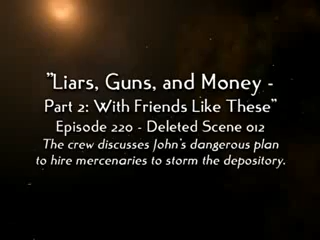 "Liars, Guns, and Money -
Part 2: With Friends Like These"
Episode 220 - Deleted Scene 012
The crew discusses John's dangerous plan
to hire mercenaries to storm the depository.